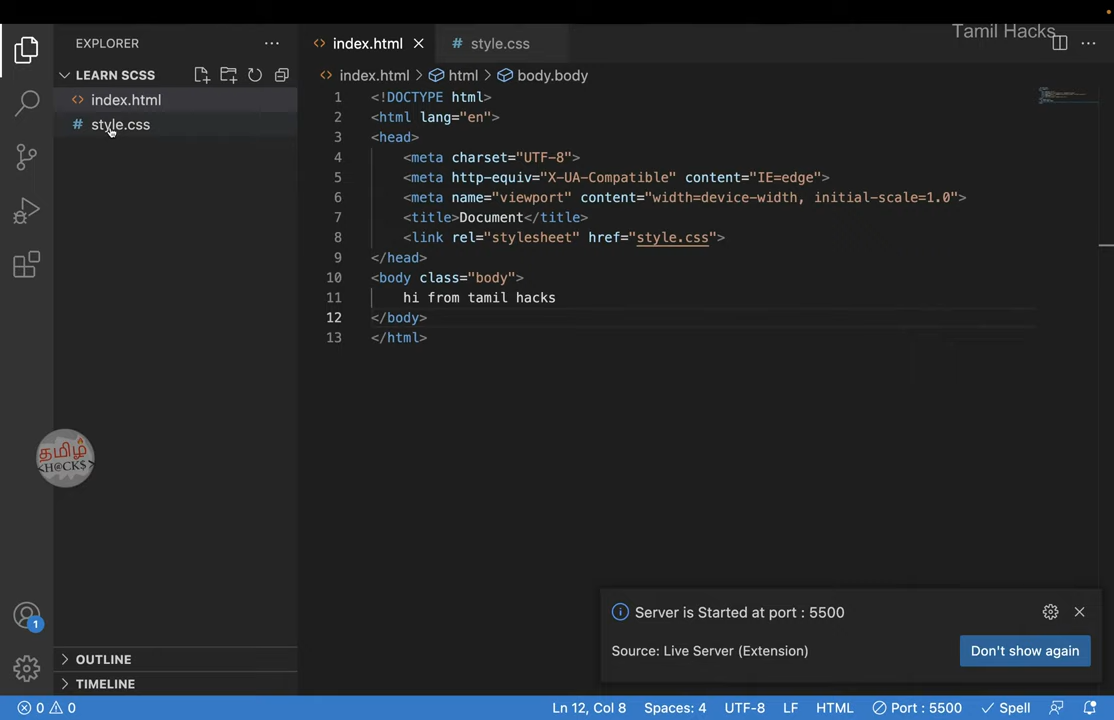 Tamil Hacks
EXPLORER
index.html
style.css
LEARN SCSS
index.html > html > body.body
index.html
style.css
1 <!DOCTYPE html>
2 <html lang="en">
3 <head>
4 <meta charset="UTF-8">
5 <meta http-equiv="X-UA-Compatible" content="IE=edge">
6 <meta name="viewport" content="width=device-width, initial-scale=1.0">
7 <title>Document</title>
8 <link rel="stylesheet" href="style.css">
9 </head>
10 <body class="body">
11 hi from tamil hacks
12 </body>
13 </html>
தமிழ்
<H@CK$>
Server is Started at port : 5500
Source: Live Server (Extension)
Don't show again
1
OUTLINE
TIMELINE
0 0
Ln 12, Col 8
Spaces: 4
UTF-8
LF
HTML
Port : 5500
Spell